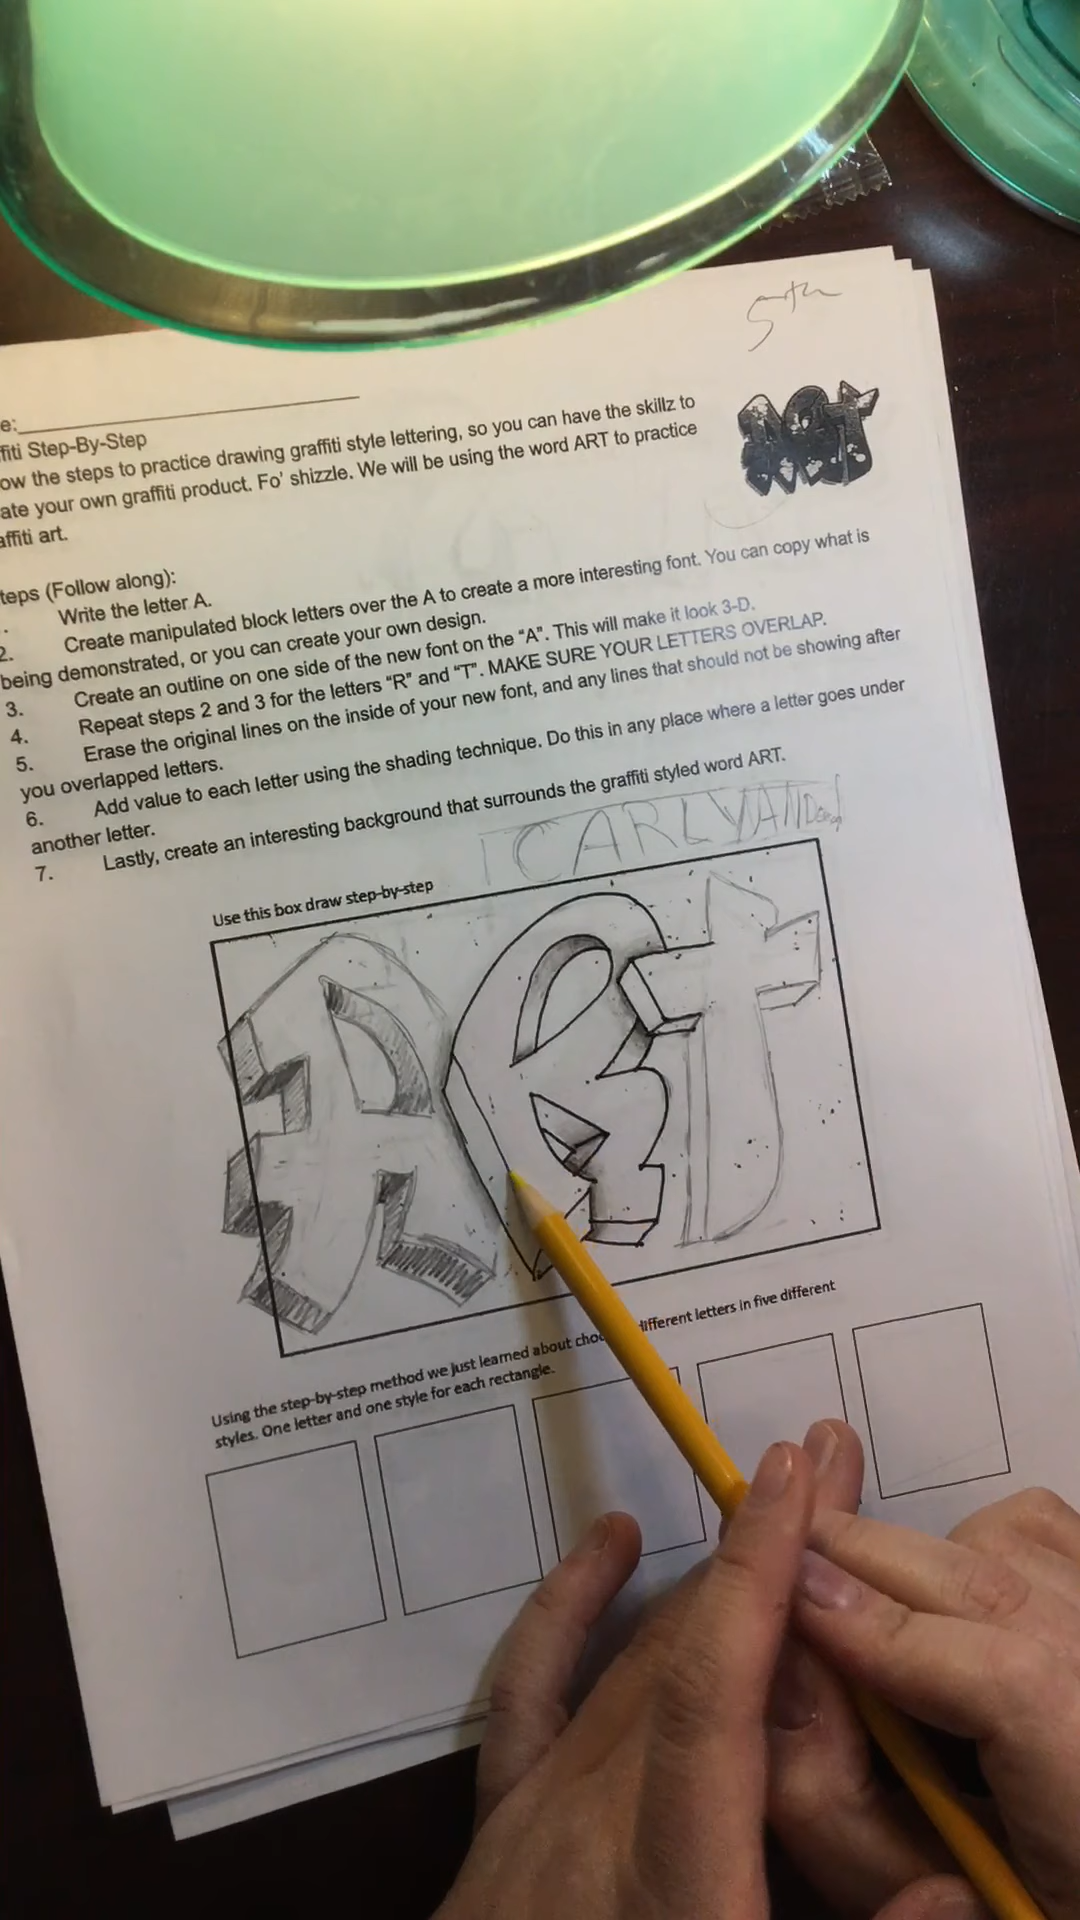 5th
e:
fiti Step-By-Step
ow the steps to practice drawing graffiti style lettering, so you can have the skillz to
ate your own graffiti product. Fo' shizzle. We will be using the word ART to practice
affiti art.
ART
teps (Follow along):
. Write the letter A.
2. Create manipulated block letters over the A to create a more interesting font. You can copy what is
being demonstrated, or you can create your own design.
3. Create an outline on one side of the new font on the “A”. This will make it look 3-D.
4. Repeat steps 2 and 3 for the letters “R” and “T”. MAKE SURE YOUR LETTERS OVERLAP.
5. Erase the original lines on the inside of your new font, and any lines that should not be showing after
you overlapped letters.
6. Add value to each letter using the shading technique. Do this in any place where a letter goes under
another letter.
7. Lastly, create an interesting background that surrounds the graffiti styled word ART.
CARLY
Use this box draw step-by-step
ARt
Using the step-by-step method we just learned about different letters in five different
styles. One letter and one style for each rectangle.